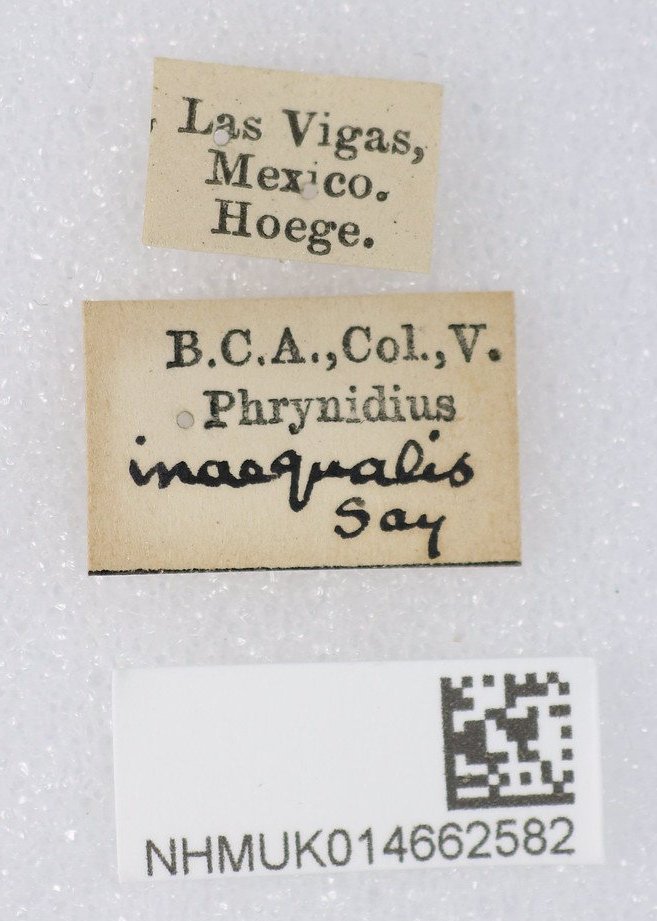 Las Vigas,
Mexico.
Hoege.
B.C.A.,Col.,V.
Phrynidius
inaequalis
Say
NHMUK014662582